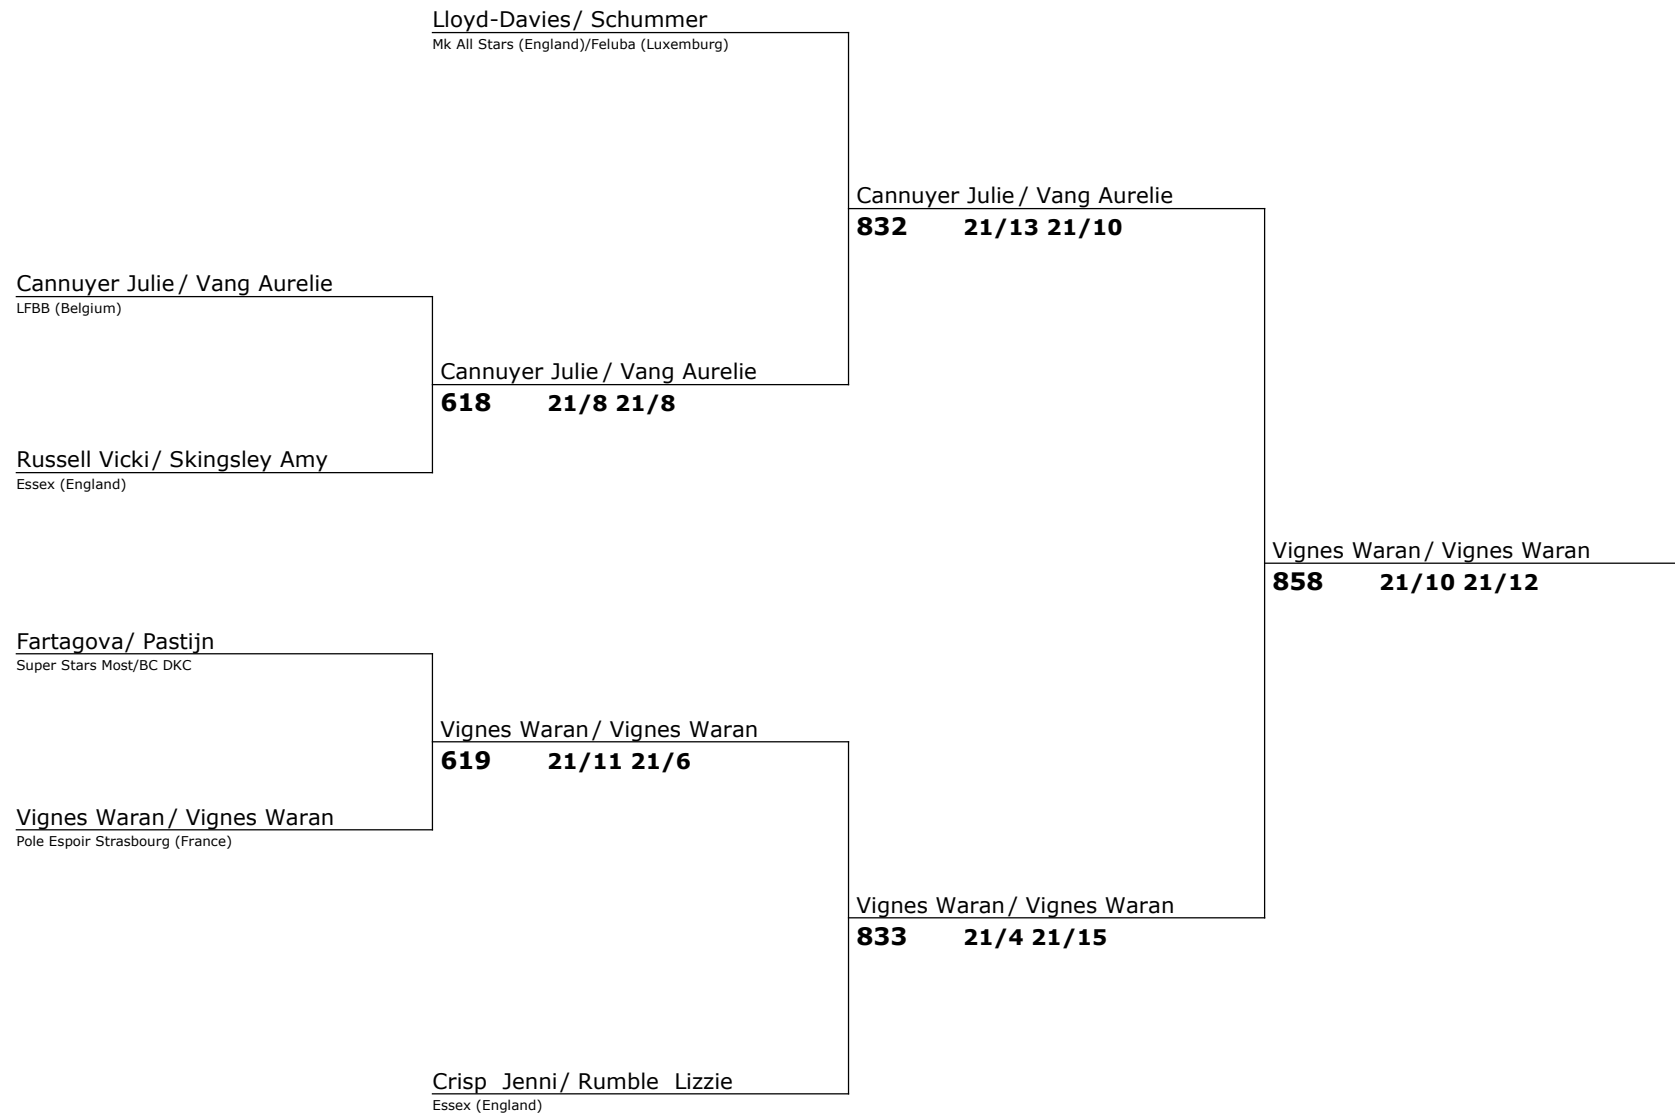 Lloyd-Davies/ Schummer
Mk All Stars (England)/Feluba (Luxemburg)
Cannuyer Julie/ Vang Aurelie
832 21/13 21/10
Cannuyer Julie/ Vang Aurelie
LFBB (Belgium)
Cannuyer Julie/ Vang Aurelie
618 21/8 21/8
Russell Vicki/ Skingsley Amy
Essex (England)
Vignes Waran/ Vignes Waran
858 21/10 21/12
Fartagova/ Pastijn
Super Stars Most/BC DKC
Vignes Waran/ Vignes Waran
619 21/11 21/6
Vignes Waran/ Vignes Waran
Pole Espoir Strasbourg (France)
Vignes Waran/ Vignes Waran
833 21/4 21/15
Crisp Jenni/ Rumble Lizzie
Essex (England)